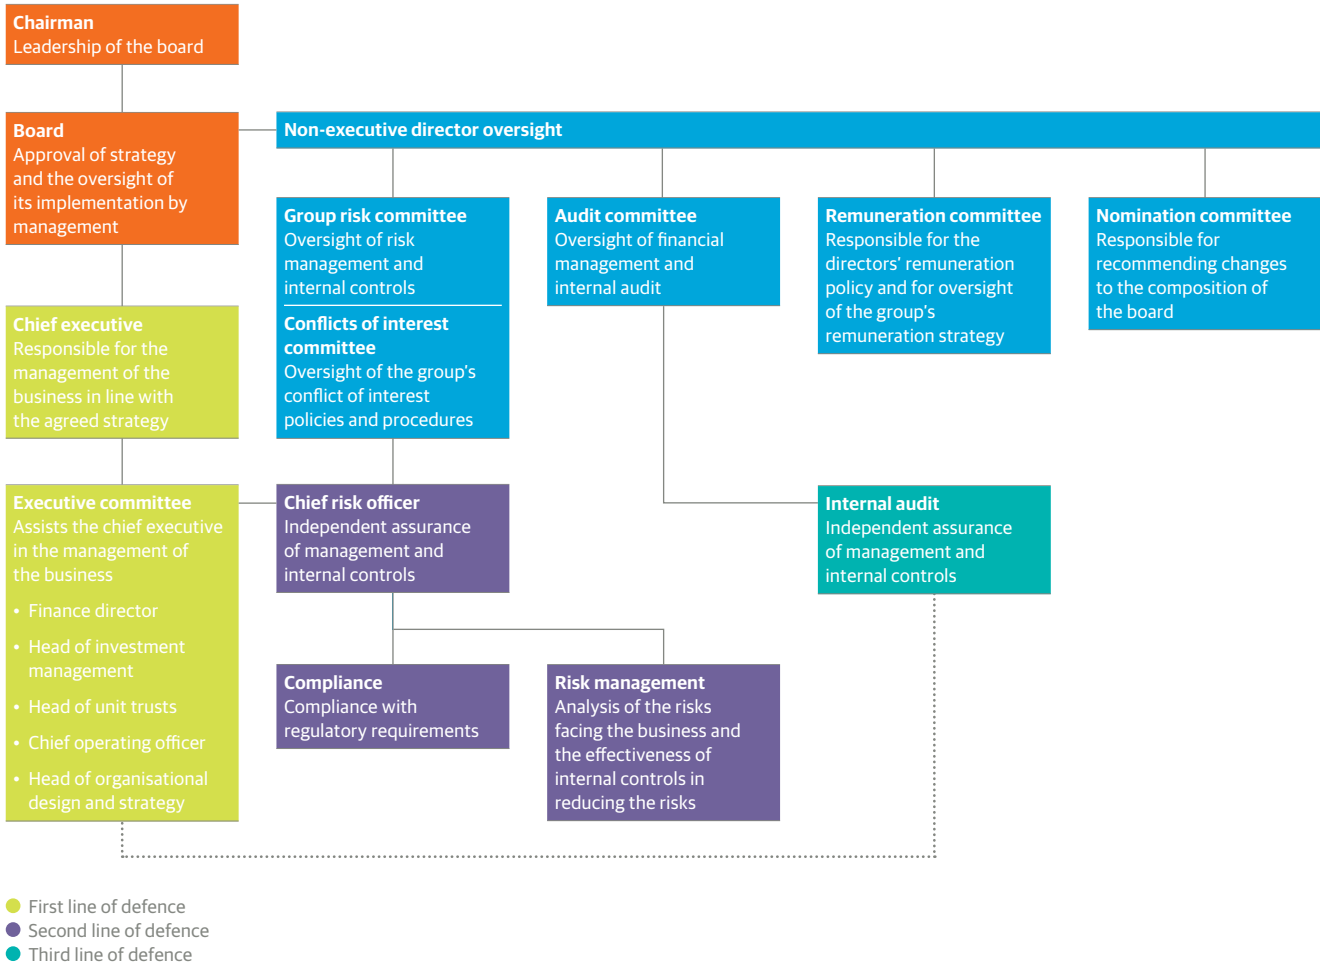 Chairman
Leadership of the board
Board
Approval of strategy
and the oversight of
its implementation by
management
Non-executive director oversight
Group risk committee
Oversight of risk
management and
internal controls
Conflicts of interest
committee
Oversight of the group's
conflict of interest
policies and procedures
Audit committee
Oversight of financial
management and
internal audit
Remuneration committee
Responsible for the
directors' remuneration
policy and for oversight
of the group's
remuneration strategy
Nomination committee
Responsible for
recommending changes
to the composition of
the board
Chief executive
Responsible for the
management of the
business in line with
the agreed strategy
Executive committee
Assists the chief executive
in the management of
the business
• Finance director
• Head of investment
management
• Head of unit trusts
• Chief operating officer
• Head of organisational
design and strategy
Chief risk officer
Independent assurance
of management and
internal controls
Internal audit
Independent assurance
of management and
internal controls
Compliance
Compliance with
regulatory requirements
Risk management
Analysis of the risks
facing the business and
the effectiveness of
internal controls in
reducing the risks
First line of defence
Second line of defence
Third line of defence